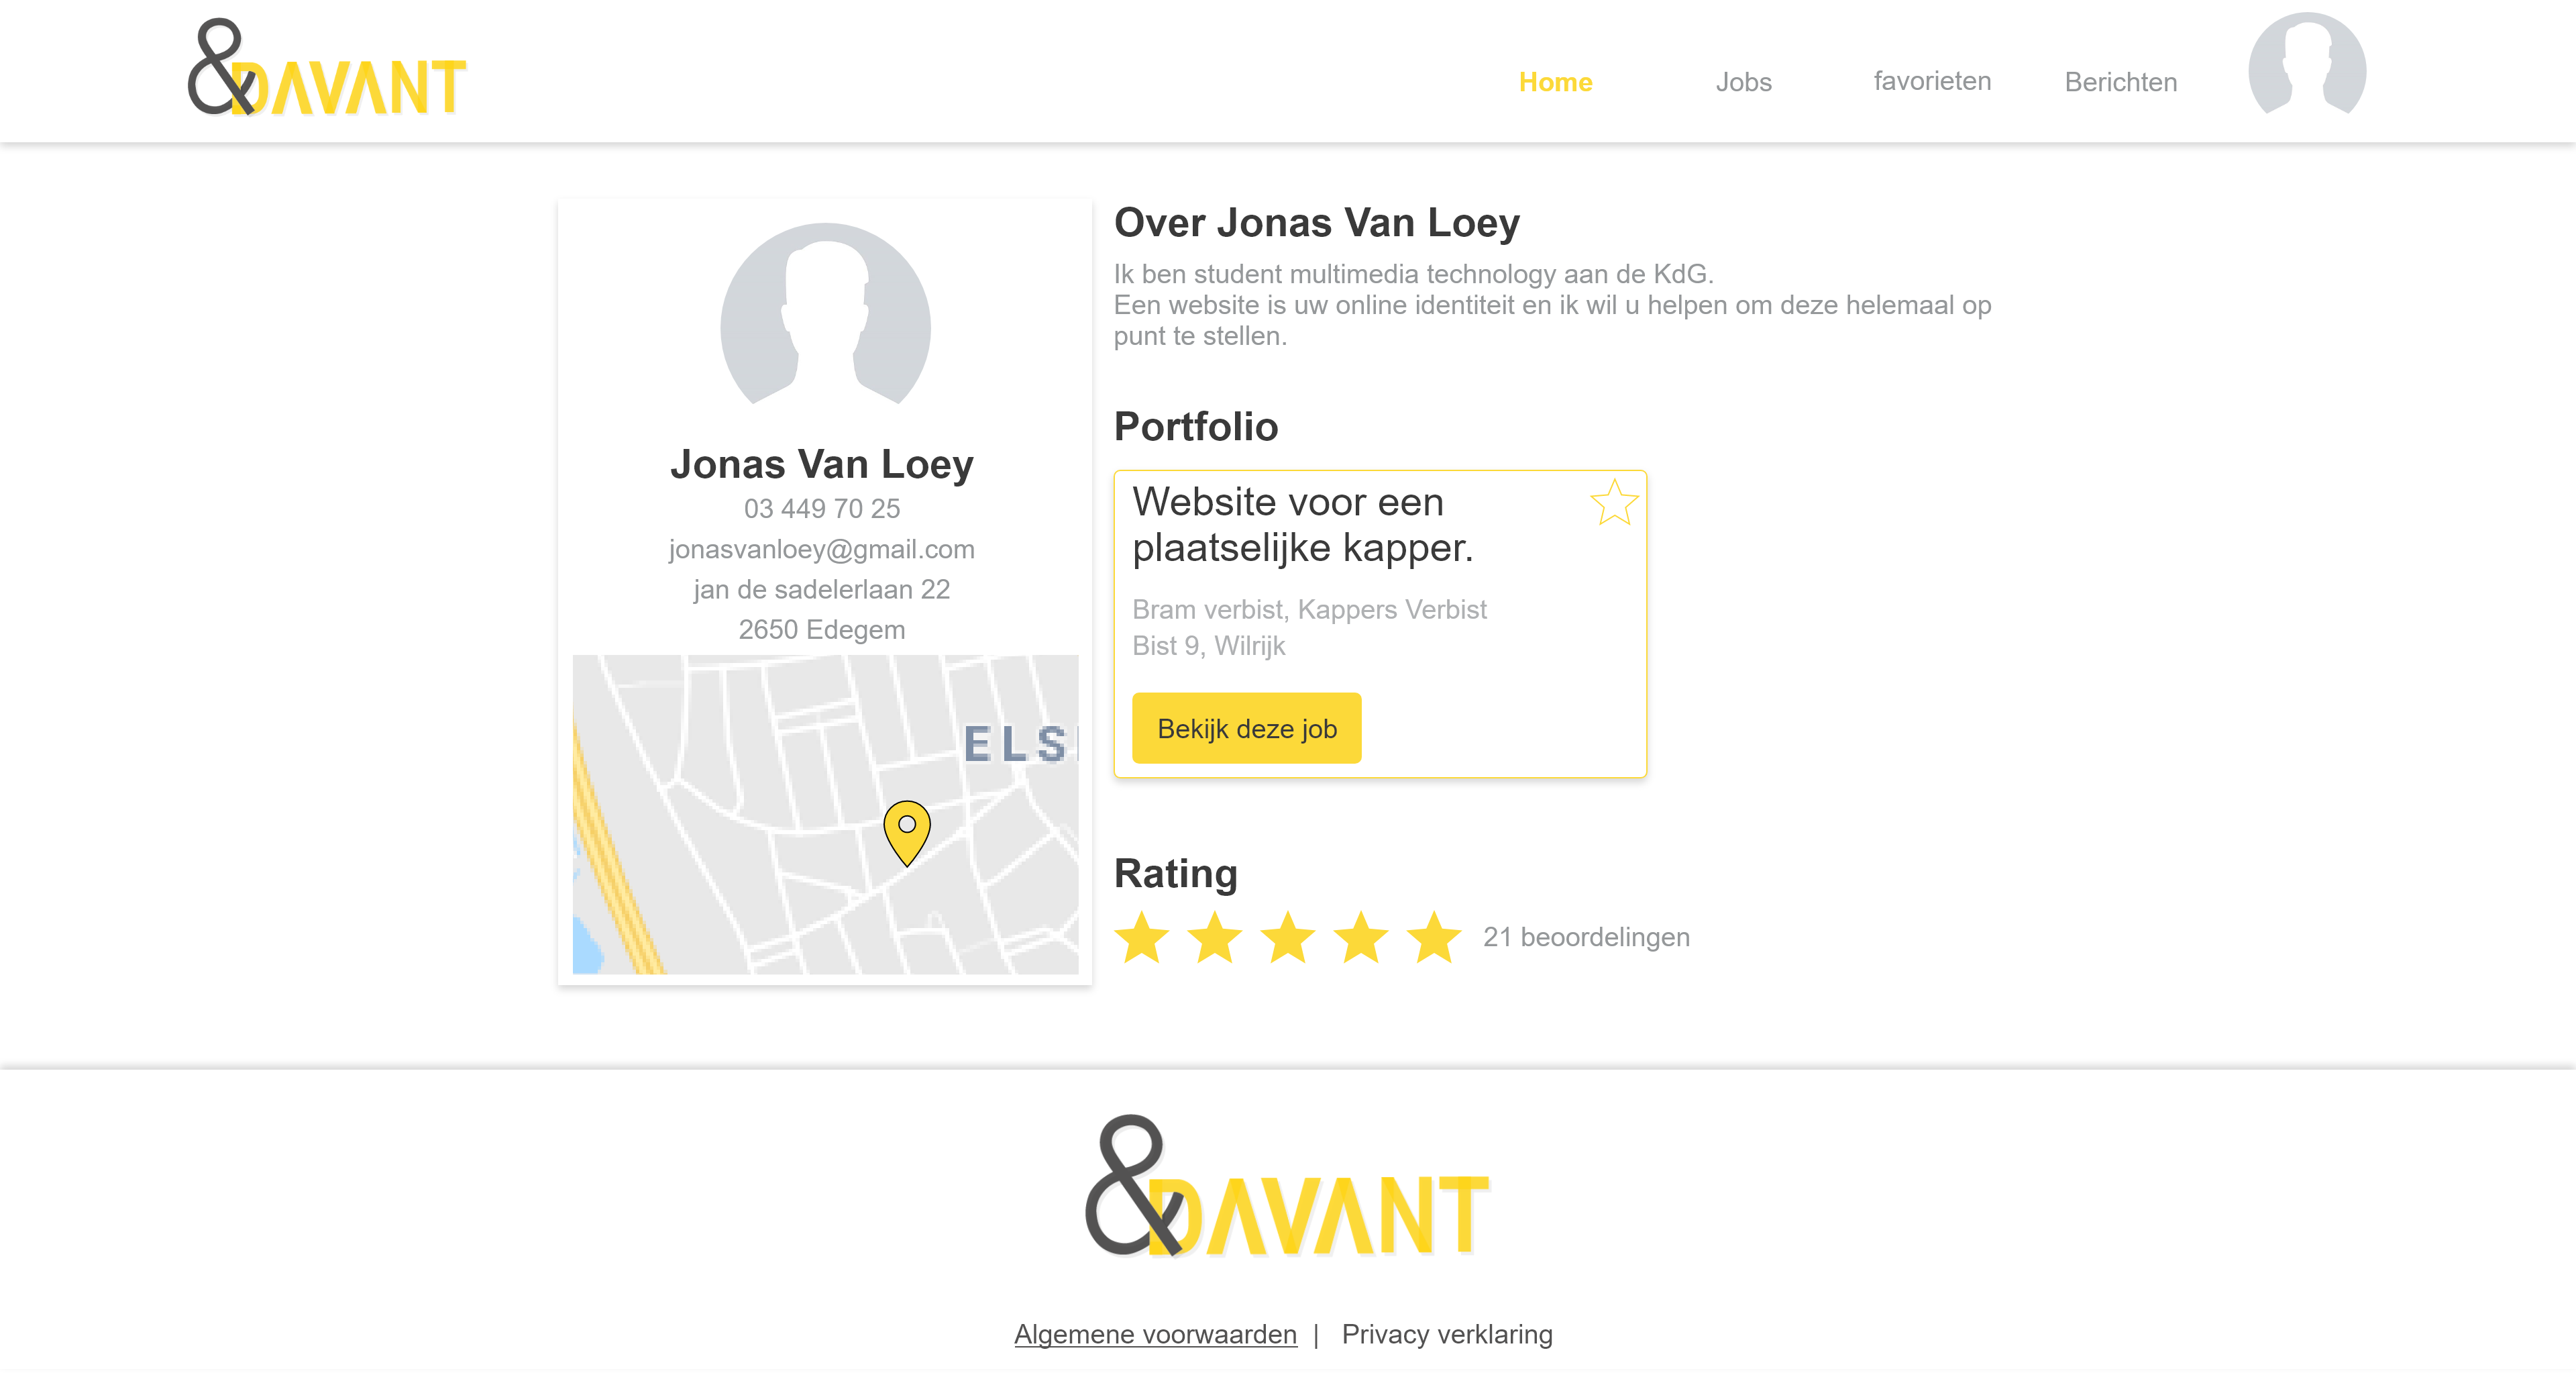 &DAVANT
Home Jobs favorieten Berichten
Jonas Van Loey
03 449 70 25
jonasvanloey@gmail.com
jan de sadelerlaan 22
2650 Edegem
ELS
Over Jonas Van Loey
Ik ben student multimedia technology aan de KdG.
Een website is uw online identiteit en ik wil u helpen om deze helemaal op
punt te stellen.
Portfolio
Website voor een
plaatselijke kapper.
Bram verbist, Kappers Verbist
Bist 9, Wilrijk
Bekijk deze job
Rating
21 beoordelingen
&DAVANT
Algemene voorwaarden | Privacy verklaring